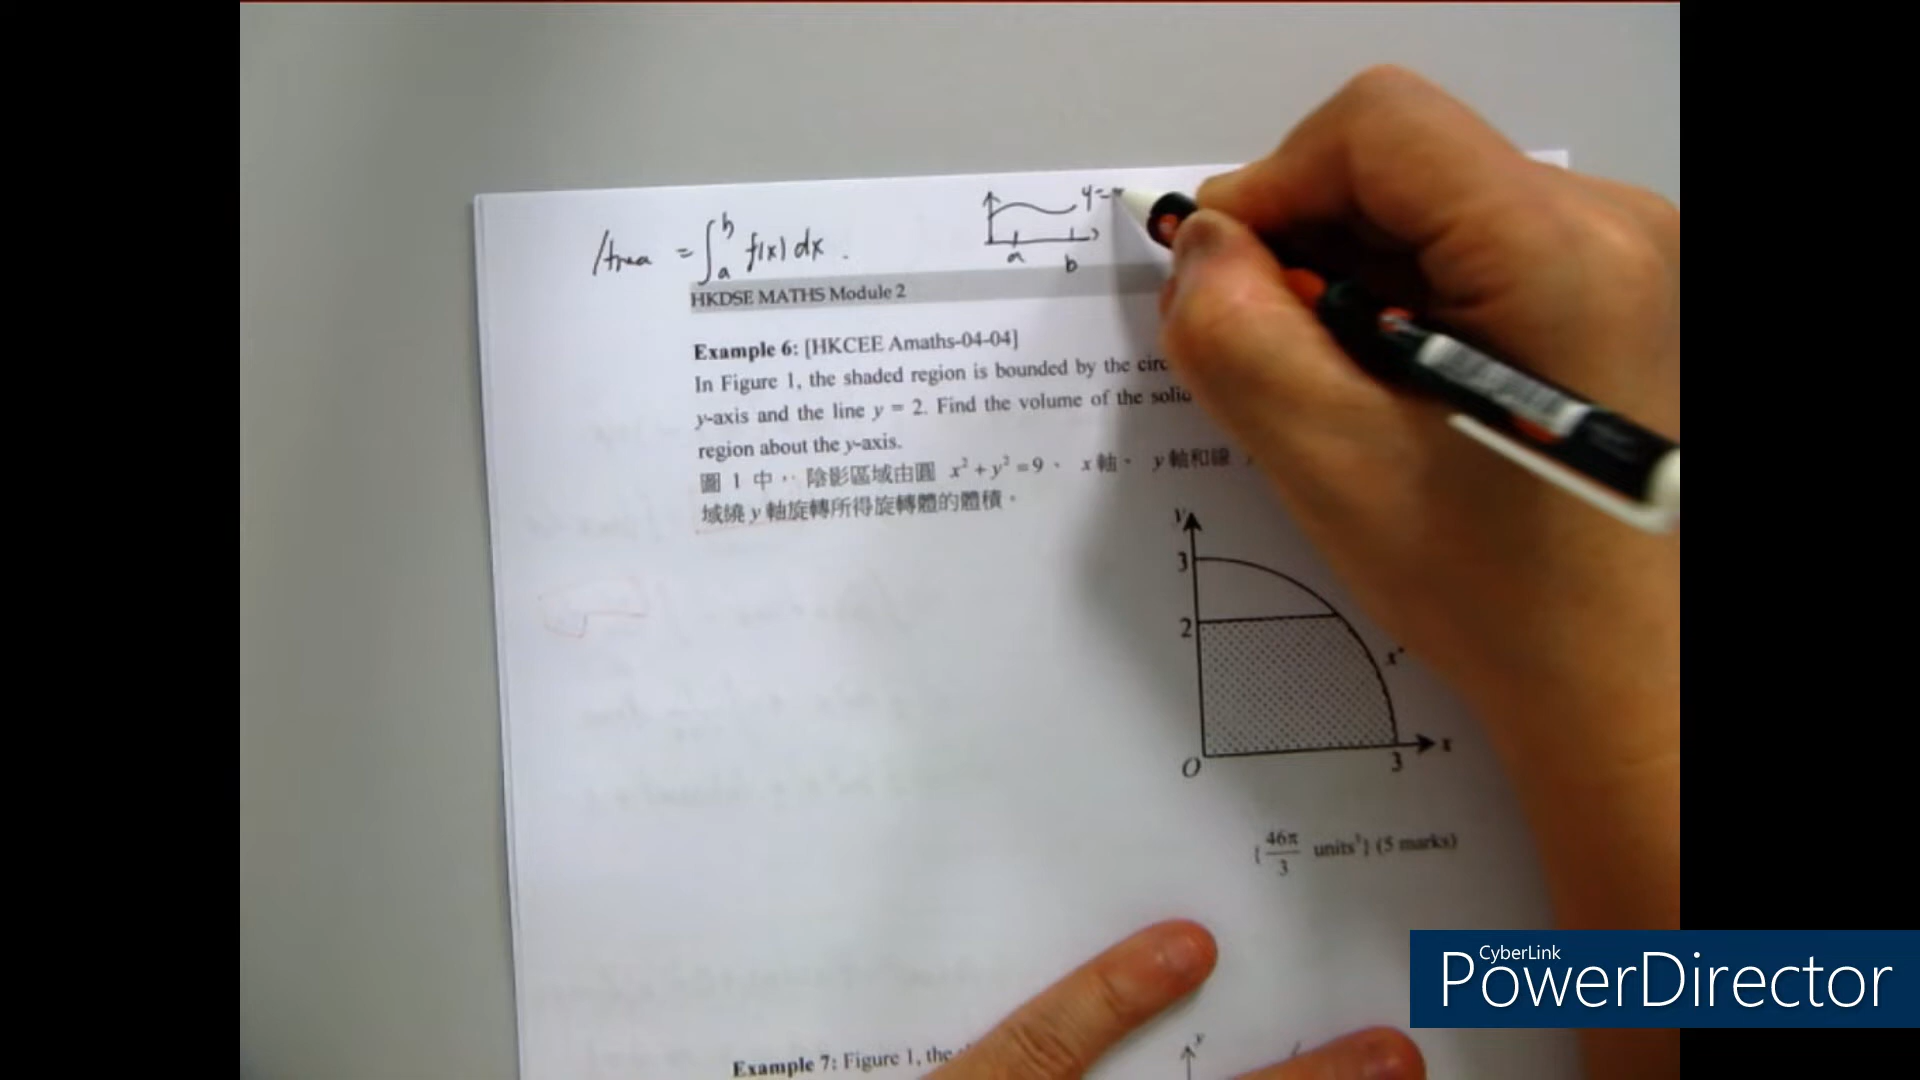 Area = ∫_a^b f(x) dx .
y =
a b
HKDSE MATHS Module 2
Example 6: [HKCEE Amaths-04-04]
In Figure 1, the shaded region is bounded by the
y-axis and the line y = 2. Find the volume of the
region about the y-axis.
圖 1 中,陰影區域由圓 x² + y² = 9、 x 軸、 y 軸和線
域繞 y 軸旋轉所得旋轉體的體積。
y
3
2
O
3
x
[46π/3 units³] (5 marks)
Example 7: Figure 1, the
y
CyberLink
PowerDirector